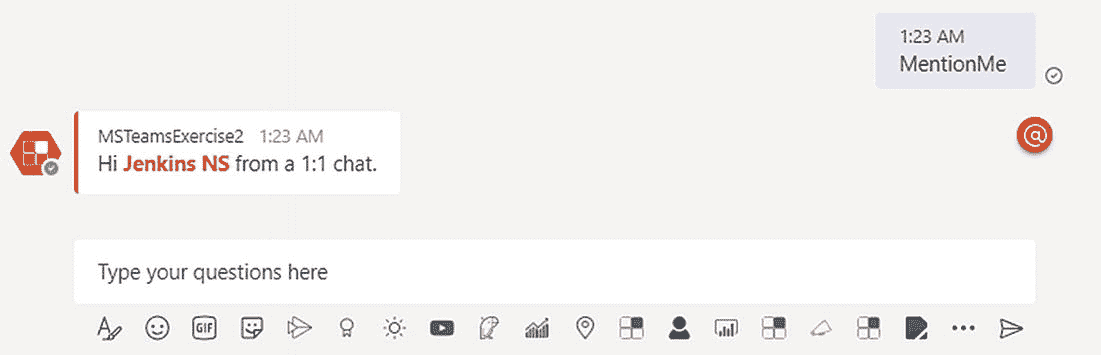 1:23 AM
MentionMe
MSTeamsExercise2 1:23 AM
Hi Jenkins NS from a 1:1 chat.
@
Type your questions here
GIF